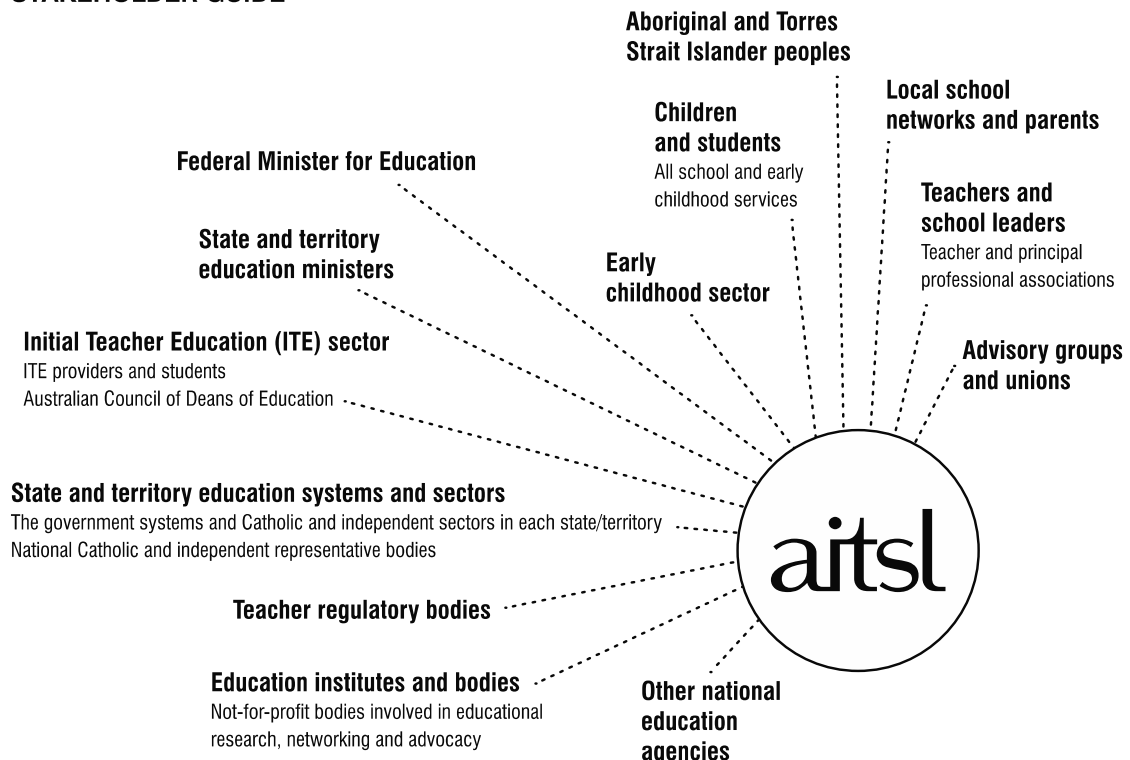 STAKEHOLDER GUIDE
Aboriginal and Torres
Strait Islander peoples
Local school
networks and parents
Children
and students
All school and early
childhood services
Federal Minister for Education
Teachers and
school leaders
Teacher and principal
professional associations
State and territory
education ministers
Early
childhood sector
Initial Teacher Education (ITE) sector
ITE providers and students
Australian Council of Deans of Education
Advisory groups
and unions
State and territory education systems and sectors
The government systems and Catholic and independent sectors in each state/territory
National Catholic and independent representative bodies
aitsl
Teacher regulatory bodies
Education institutes and bodies
Not-for-profit bodies involved in educational
research, networking and advocacy
Other national
education
agencies